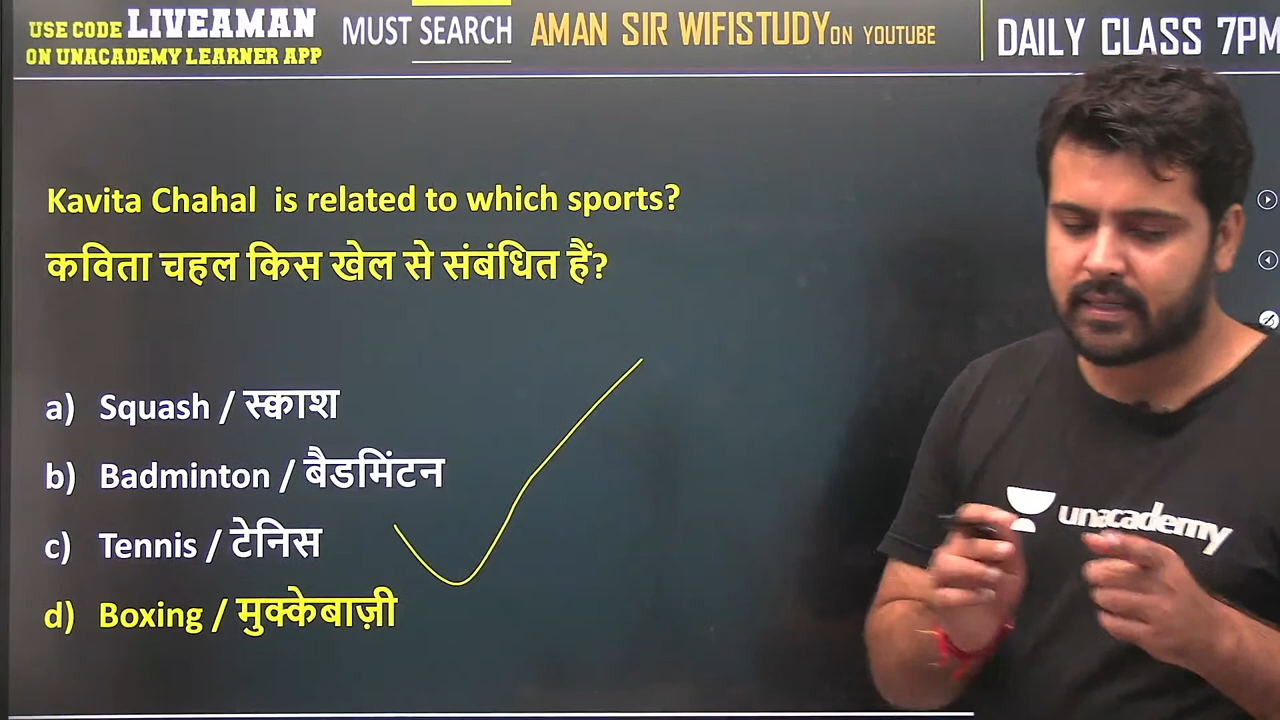 USE CODE LIVEAMAN
ON UNACADEMY LEARNER APP
MUST SEARCH AMAN SIR WIFISTUDY ON YOUTUBE
DAILY CLASS 7PM
Kavita Chahal is related to which sports?
कविता चहल किस खेल से संबंधित हैं?
a) Squash / स्काश
b) Badminton / बैडमिंटन
c) Tennis / टेनिस
d) Boxing / मुक्केबाज़ी
unacademy